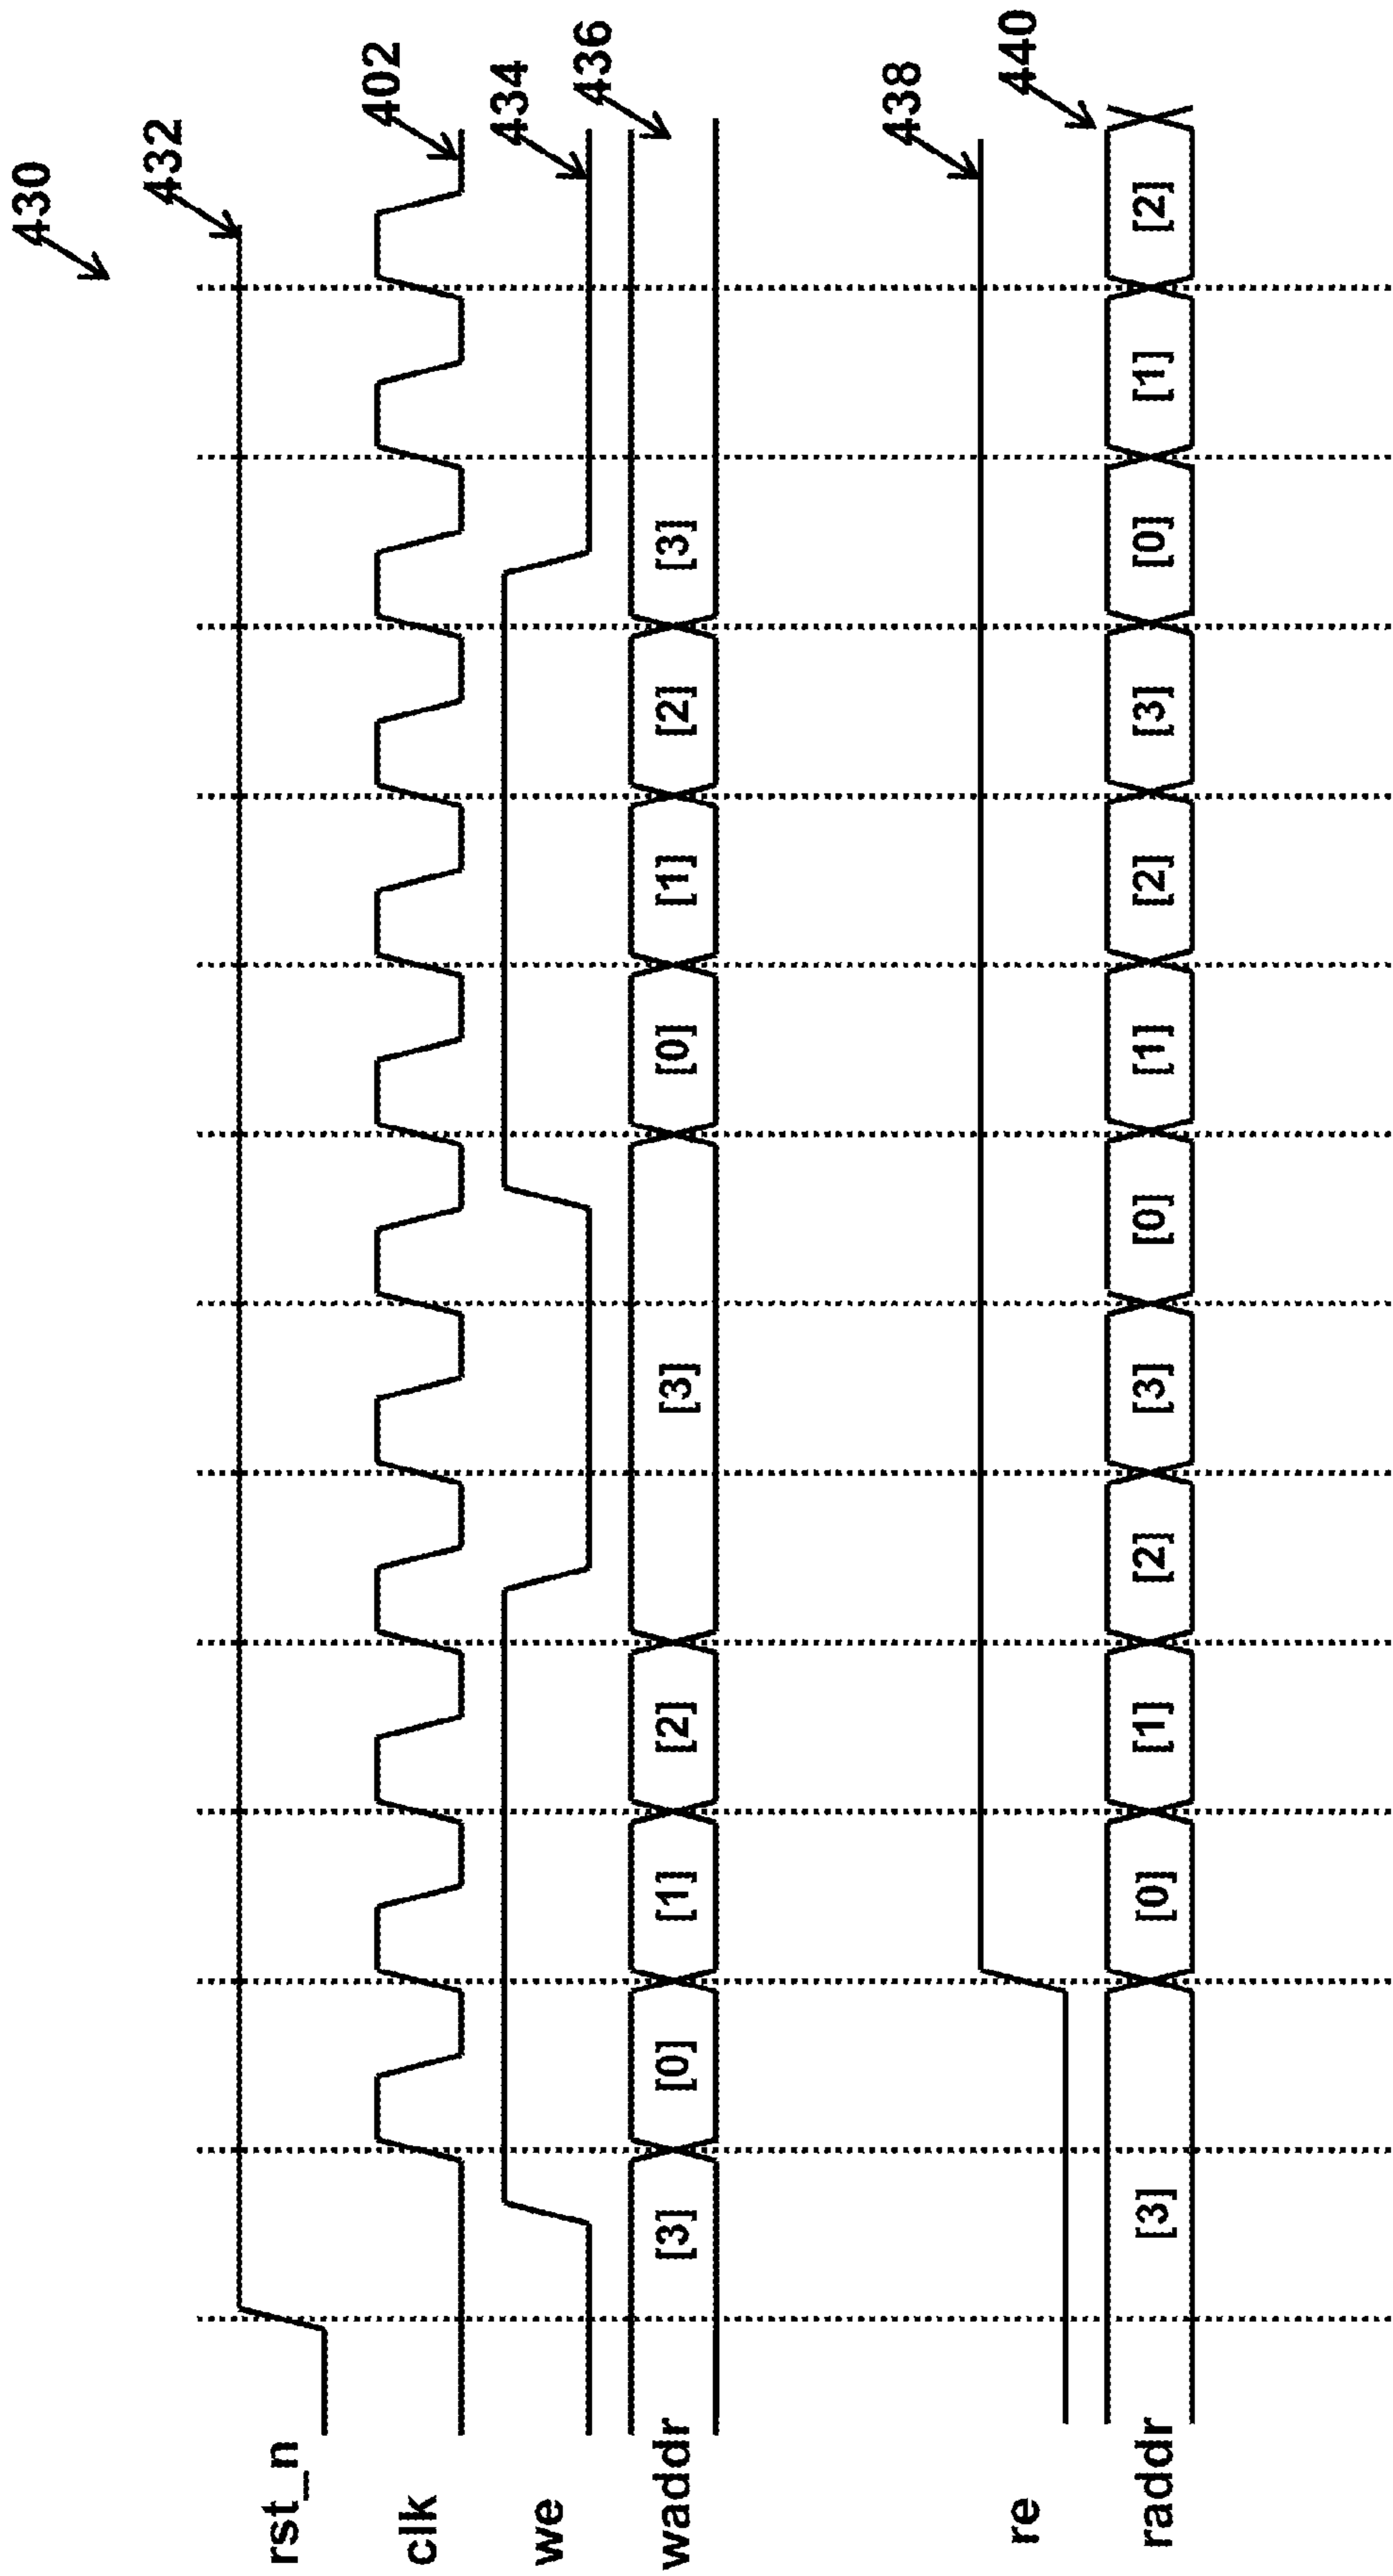 430
432
rst_n
402
clk
434
we
436
waddr [3] [0] [1] [2] [3] [0] [1] [2] [3]
438
re
440
raddr [3] [0] [1] [2] [3] [0] [1] [2] [3] [0] [1] [2]